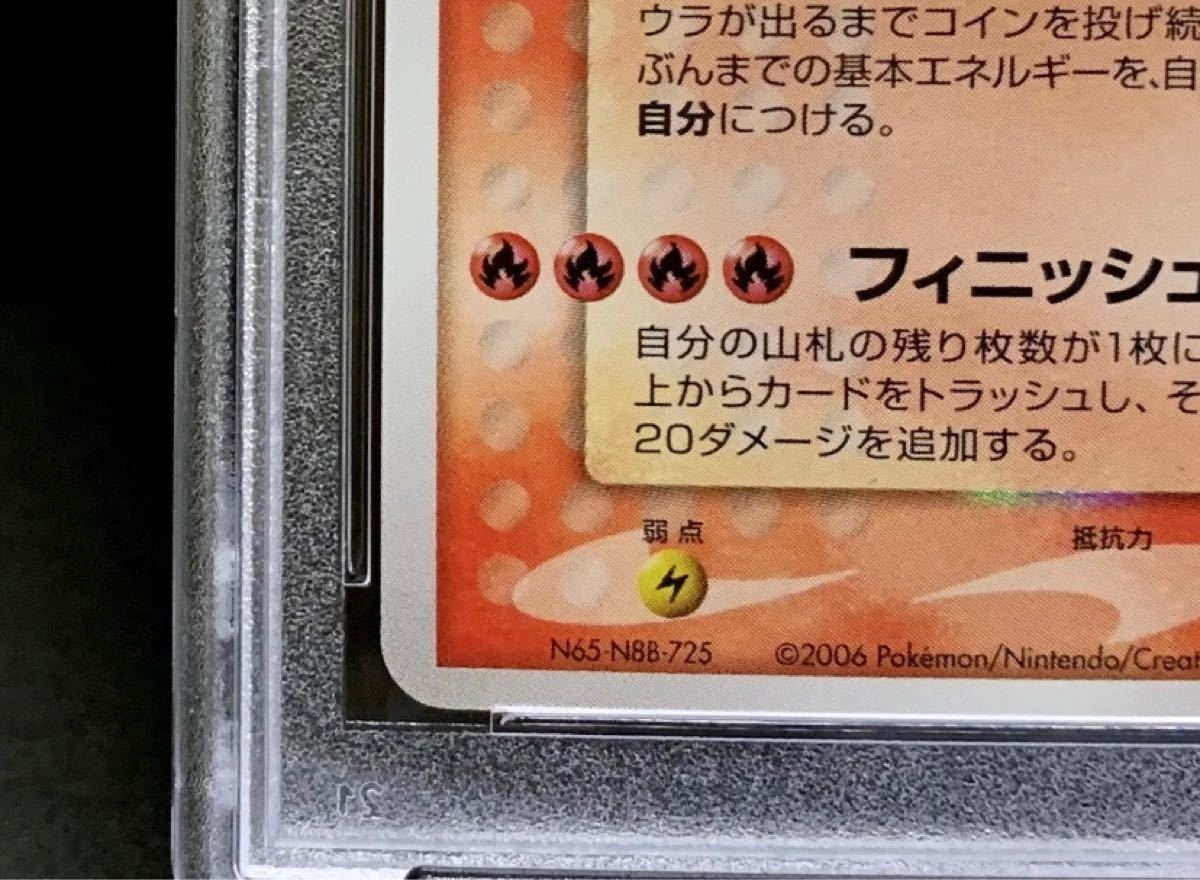 ウラが出るまでコインを投げ続
ぶんまでの基本エネルギーを、自
自分につける。
フィニッシュ
自分の山札の残り枚数が1枚に
上からカードをトラッシュし、そ
20ダメージを追加する。
弱点
抵抗力
N65-N8B-725
©2006 Pokémon/Nintendo/Creat
21